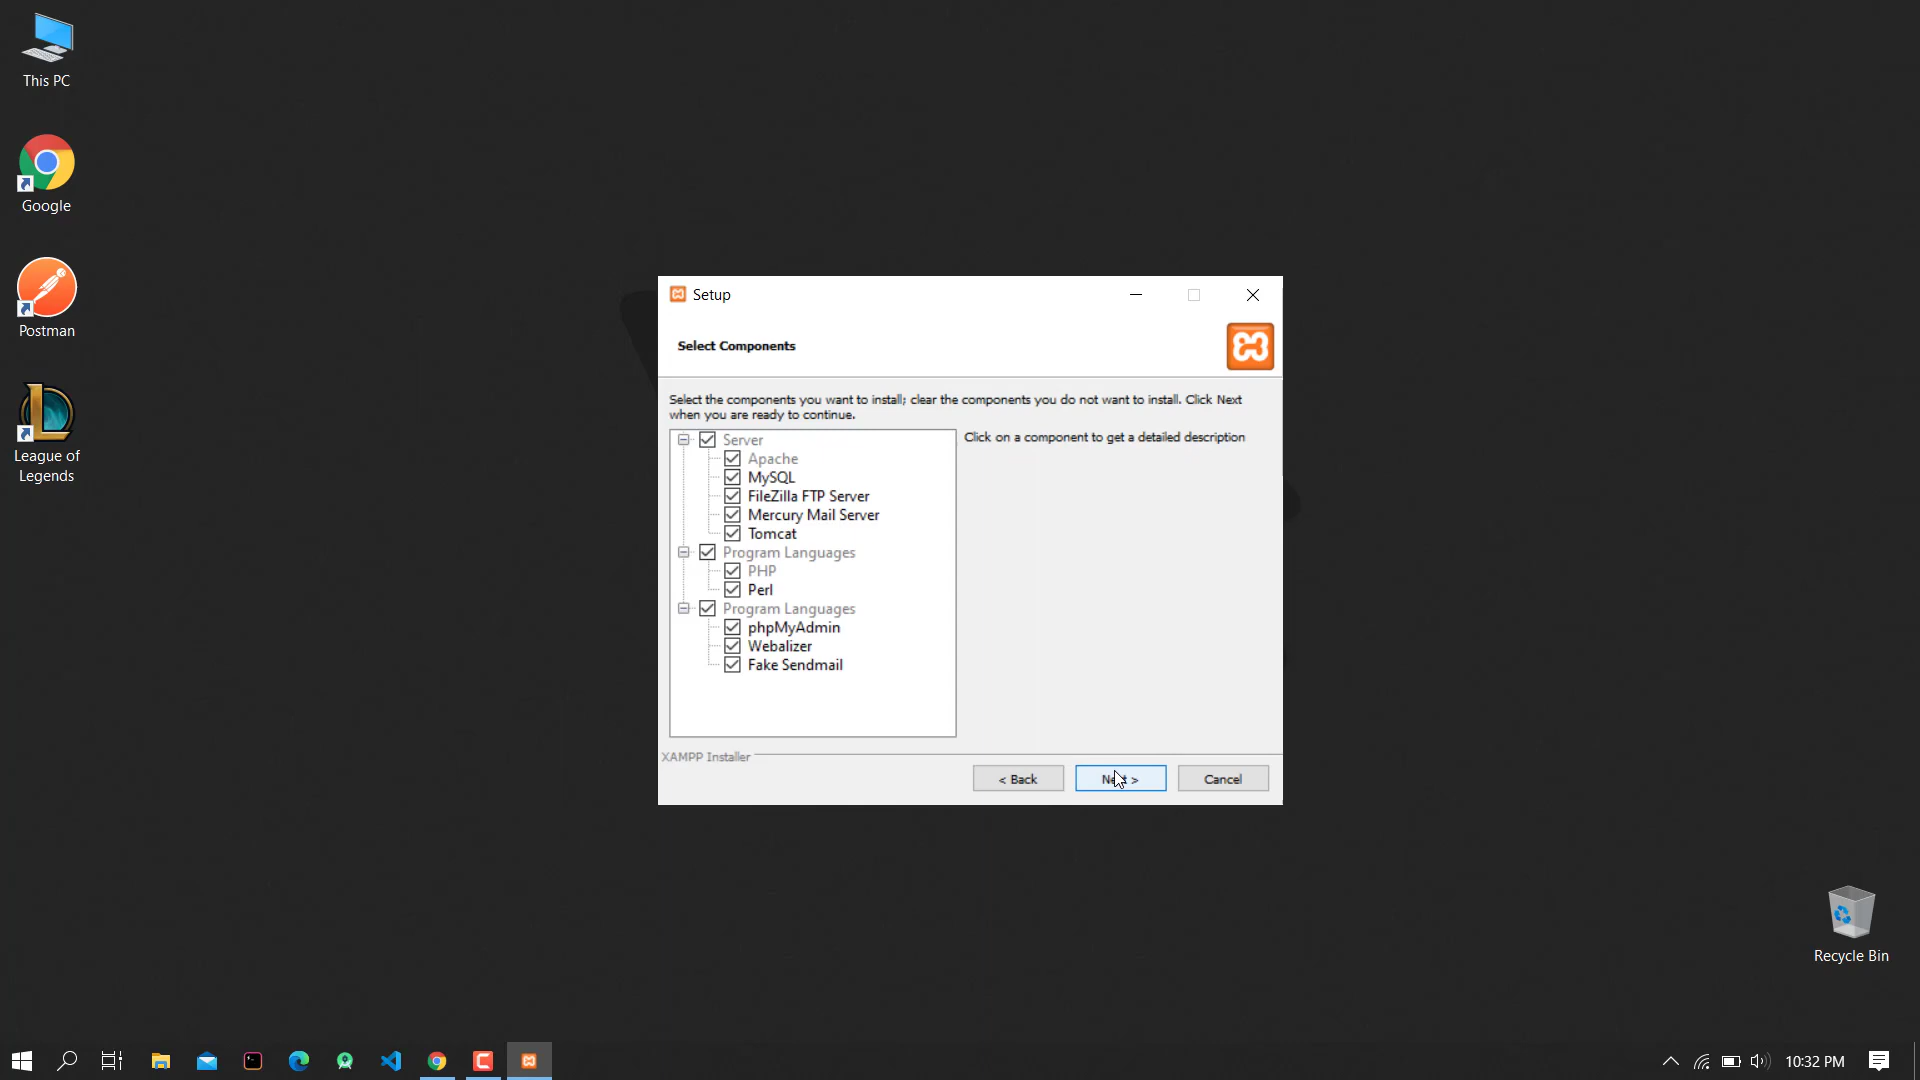 This PC
Google
Postman
League of
Legends
Setup
Select Components
Select the components you want to install; clear the components you do not want to install. Click Next
when you are ready to continue.
Server
Apache
MySQL
FileZilla FTP Server
Mercury Mail Server
Tomcat
Program Languages
PHP
Perl
Program Languages
phpMyAdmin
Webalizer
Fake Sendmail
Click on a component to get a detailed description
XAMPP Installer
< Back
Next >
Cancel
Recycle Bin
10:32 PM